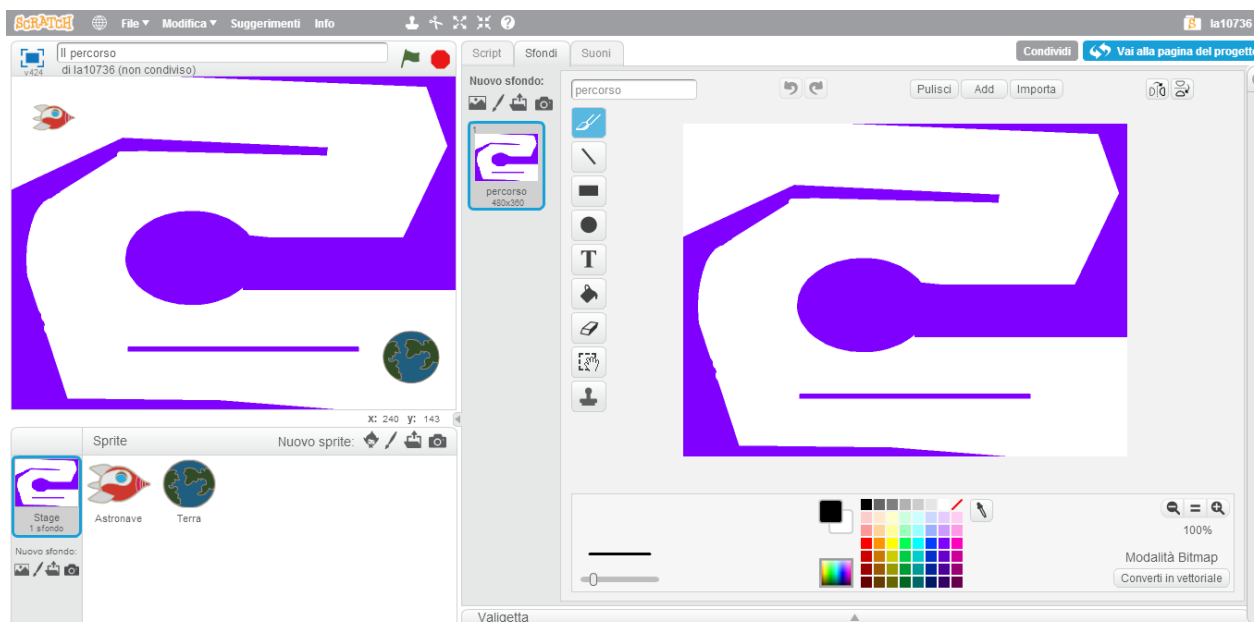 SCRATCH File Modifica Suggerimenti Info la10736
v424 Il percorso
di la10736 (non condiviso)
Script Sfondi Suoni Condividi Vai alla pagina del progetto
Nuovo sfondo:
percorso Pulisci Add Importa
1
percorso
480x360
T
x: 240 y: 143
Sprite Nuovo sprite:
Stage
1 sfondo
Astronave Terra
Nuovo sfondo:
100%
Modalità Bitmap
Converti in vettoriale
Valigetta